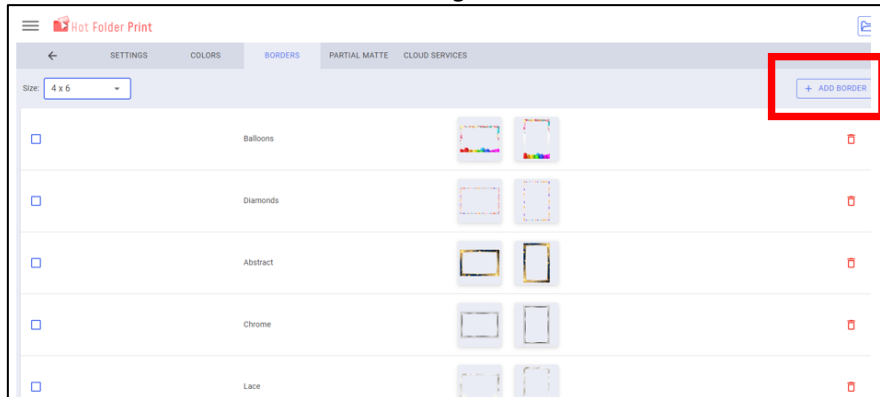 Hot Folder Print
SETTINGS COLORS BORDERS PARTIAL MATTE CLOUD SERVICES
Size: 4 x 6 + ADD BORDER
Balloons
Diamonds
Abstract
Chrome
Lace